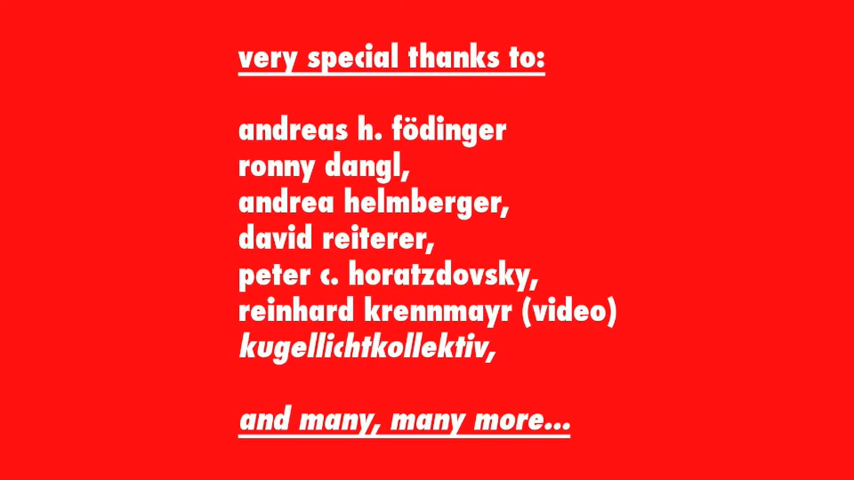 very special thanks to:
andreas h. födinger
ronny dangl,
andrea helmberger,
david reiterer,
peter c. horatzdovsky,
reinhard krennmayr (video)
kugellichtkollektiv,
and many, many more...